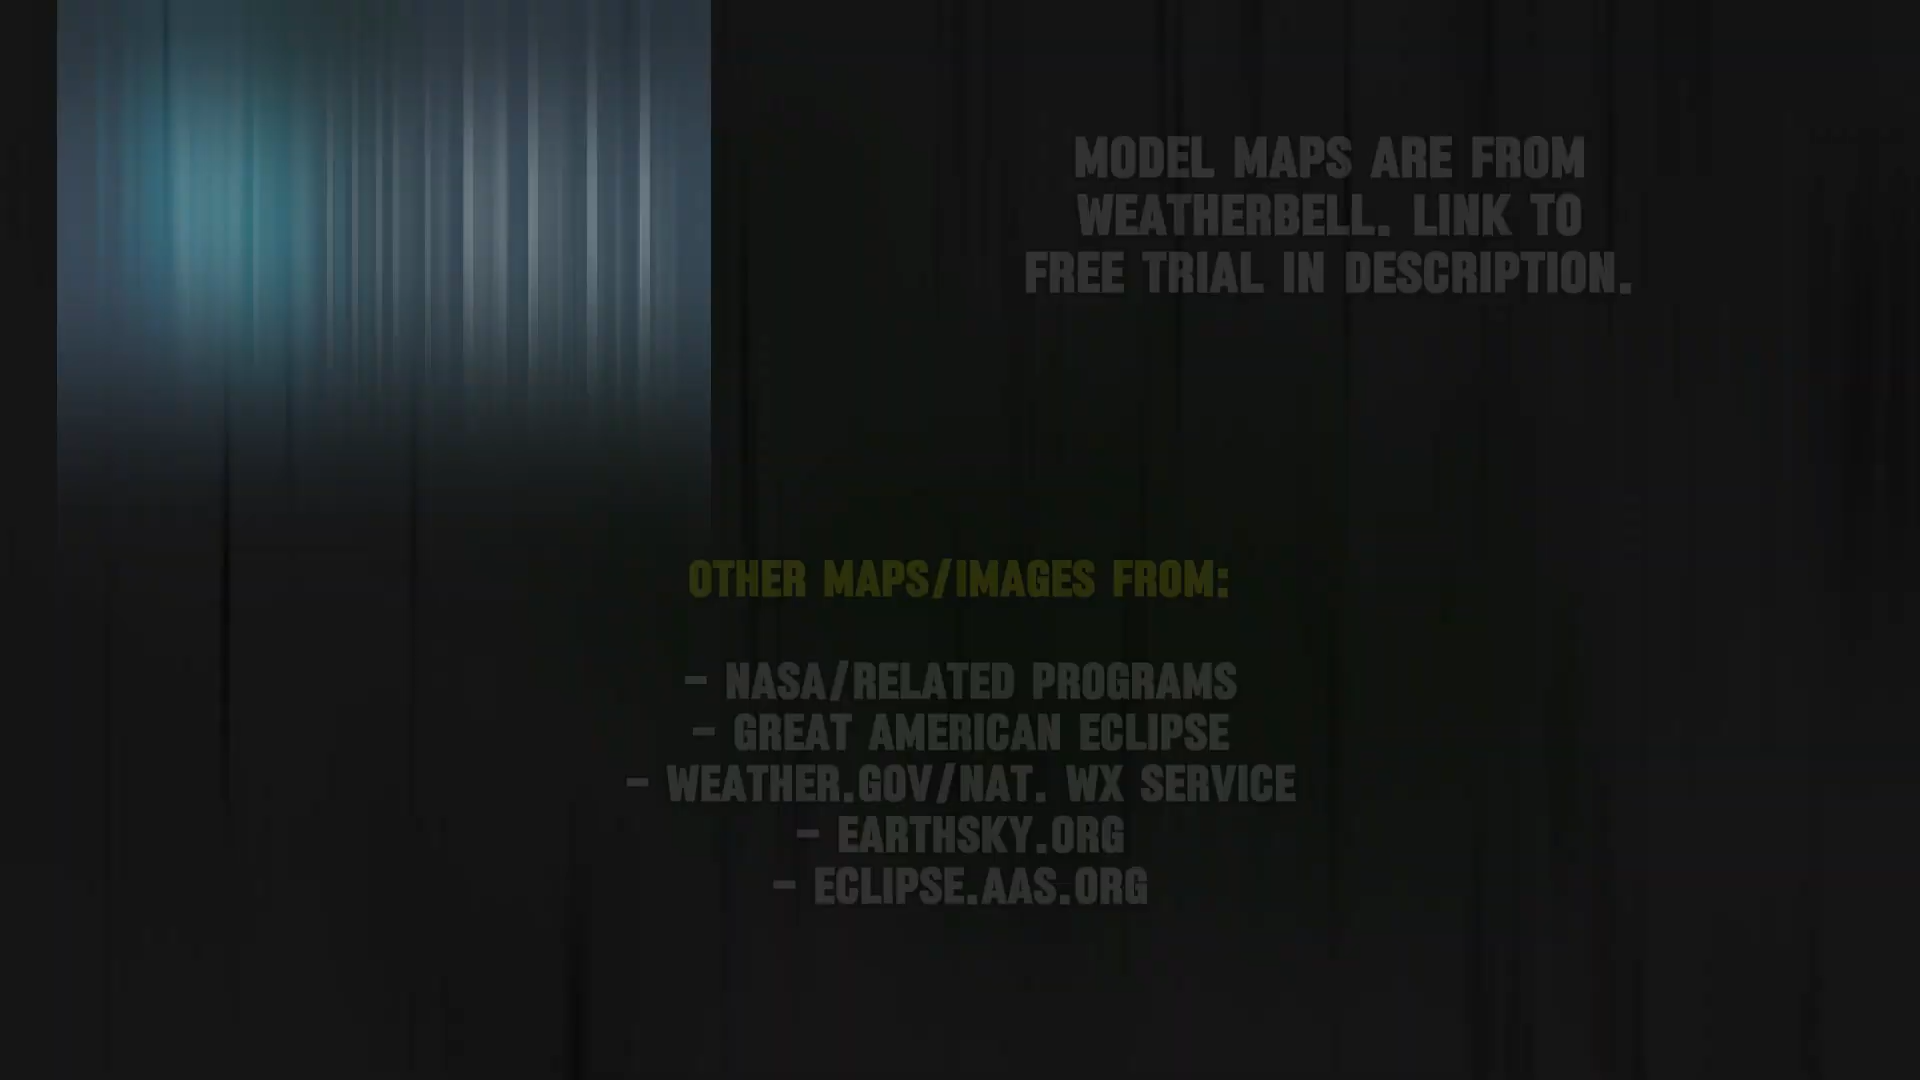 MODEL MAPS ARE FROM
WEATHERBELL. LINK TO
FREE TRIAL IN DESCRIPTION.
OTHER MAPS/IMAGES FROM:
- NASA/RELATED PROGRAMS
- GREAT AMERICAN ECLIPSE
- WEATHER.GOV/NAT. WX SERVICE
- EARTHSKY.ORG
- ECLIPSE.AAS.ORG